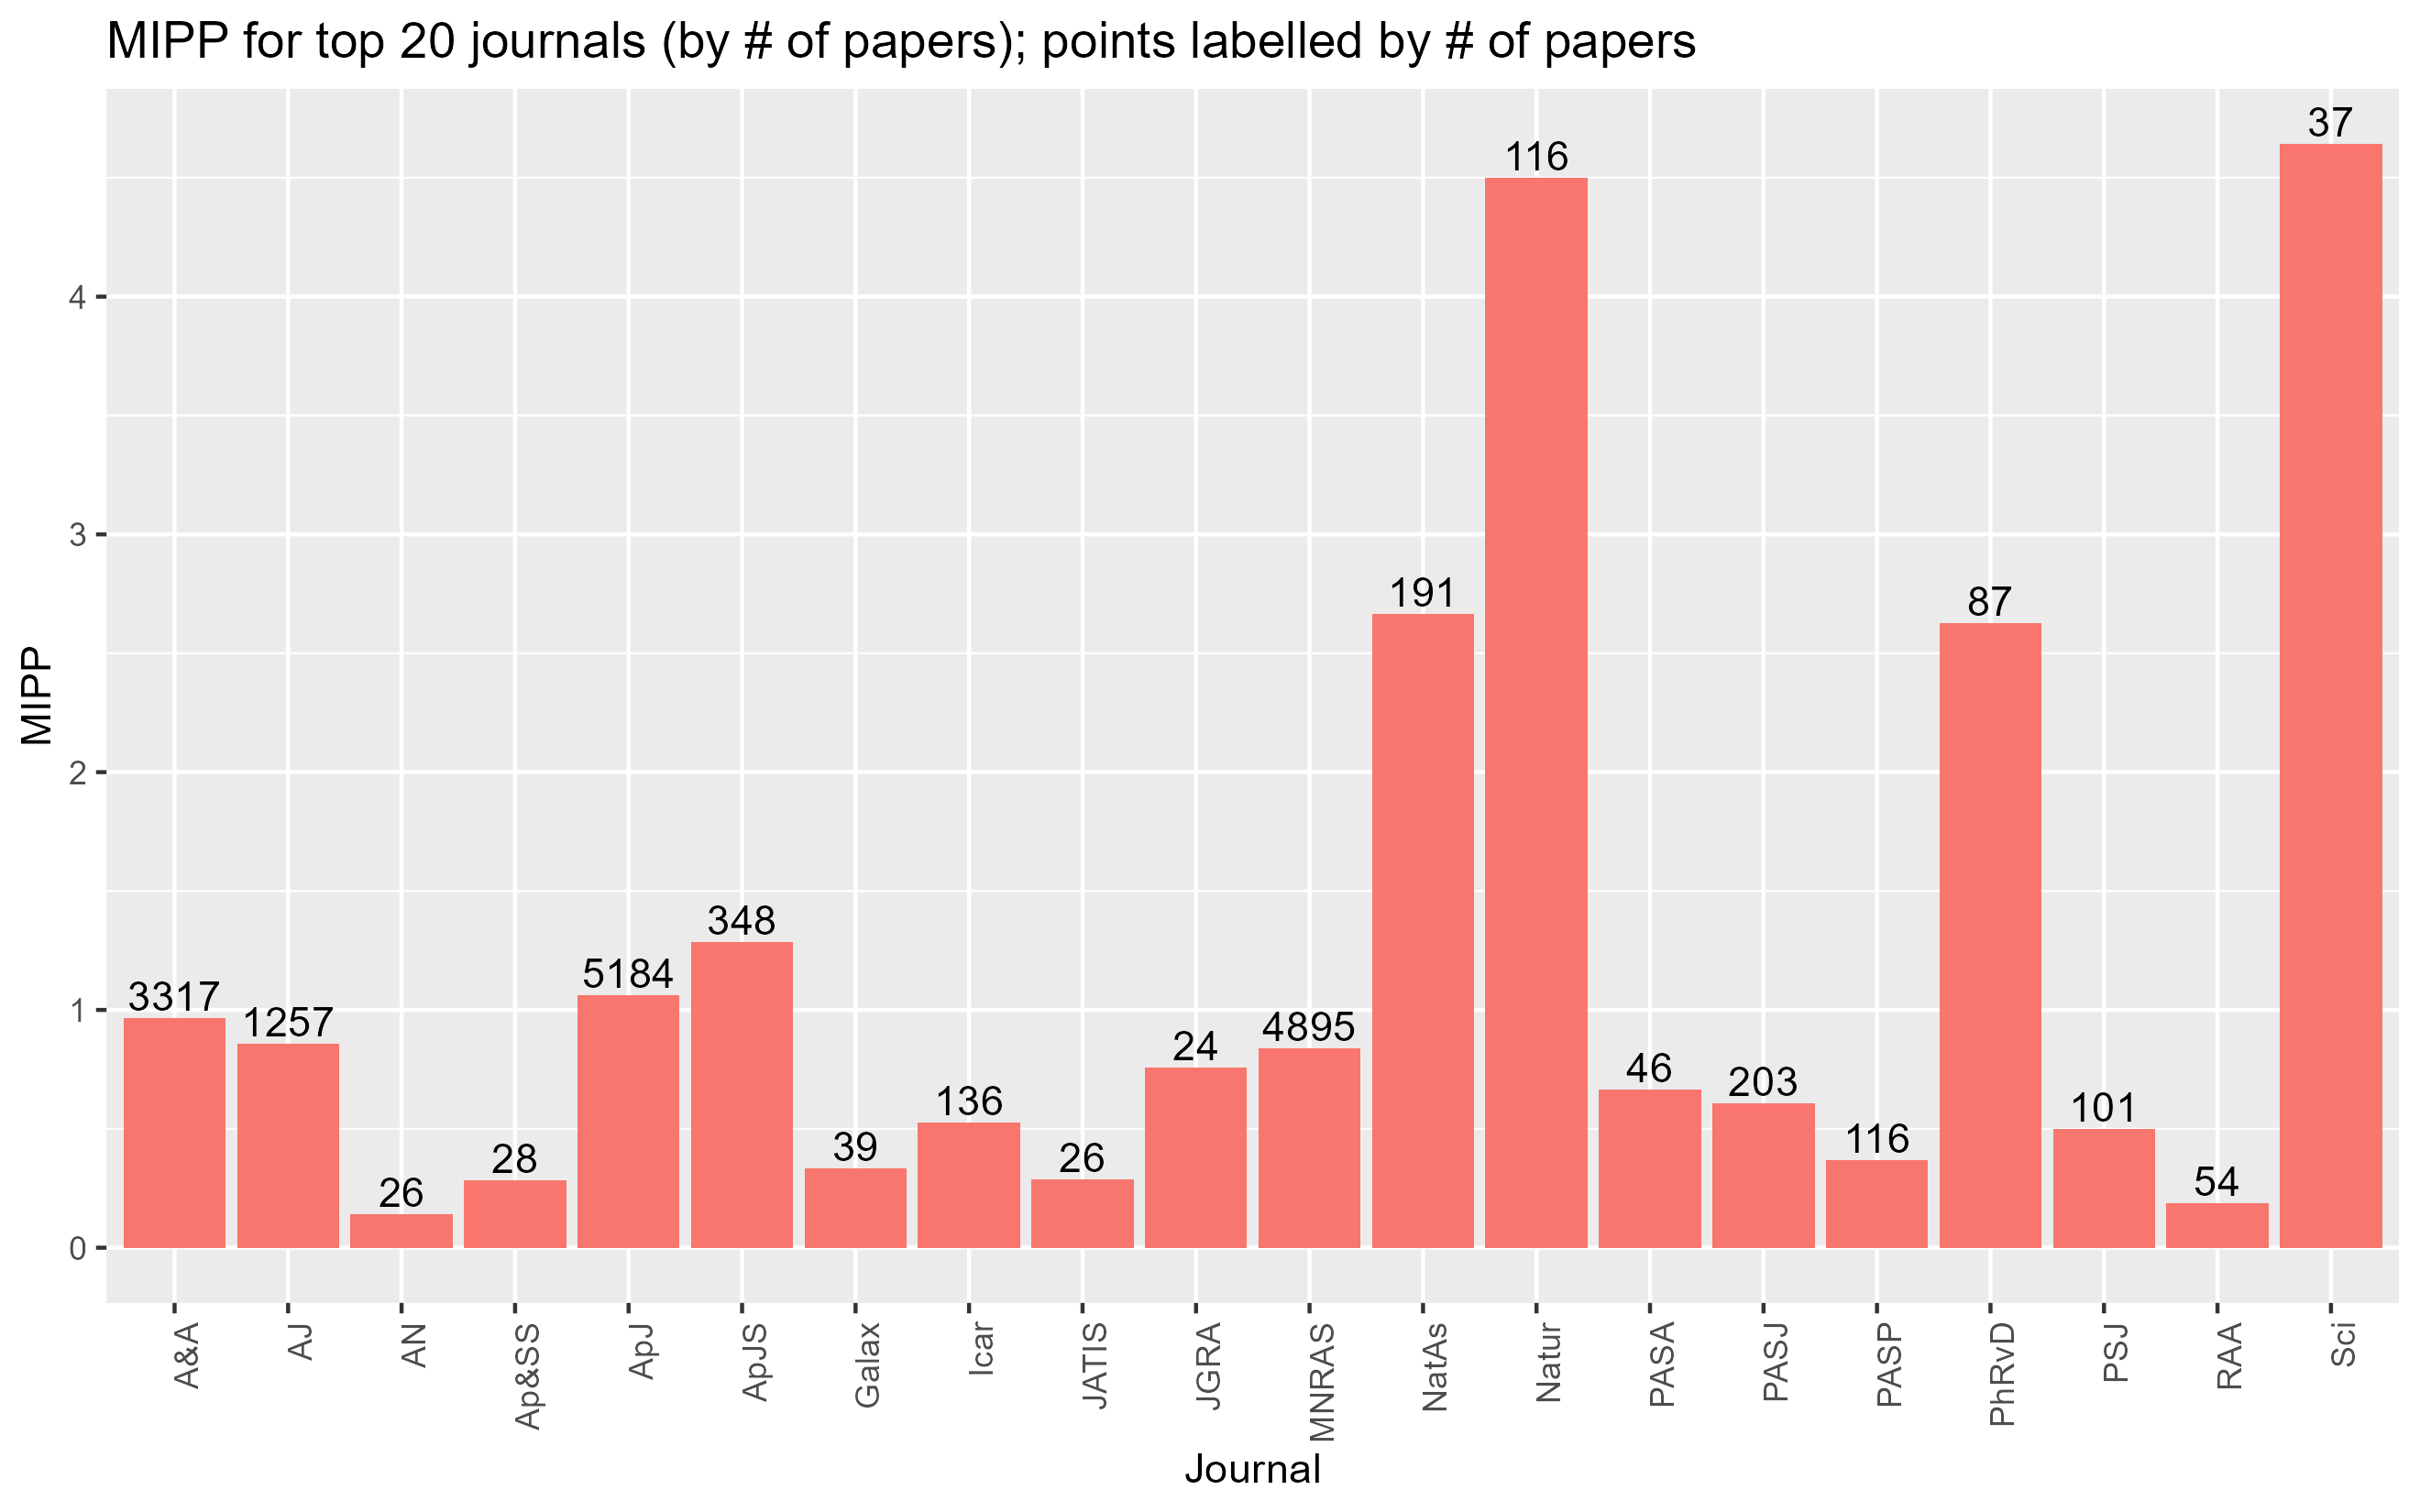 MIPP for top 20 journals (by # of papers); points labelled by # of papers
MIPP
4
3
2
1
0
3317
1257
26
28
5184
348
39
136
26
24
4895
191
116
46
203
116
87
101
54
37
A&A
AJ
AN
Ap&SS
ApJ
ApJS
Galax
Icar
JATIS
JGRA
MNRAS
NatAs
Natur
PASA
PASJ
PASP
PhRvD
PSJ
RAA
Sci
Journal